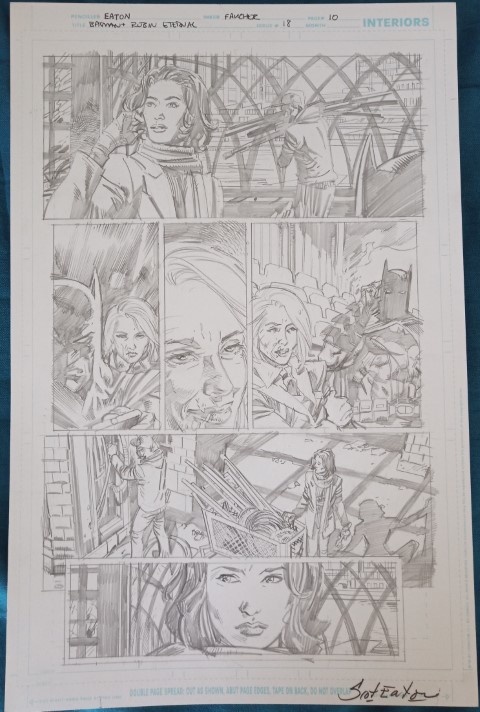 EATON FAUCHER 10
BATMAN + ROBIN ETERNAL 18
INTERIORS
DOUBLE PAGE SPREAD: CUT AS SHOWN, ABUT PAGE EDGES, TAPE ON BACK, DO NOT OVERLAP
Scot Eaton